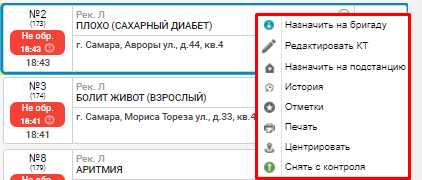 №2
(173)
Не обр.
18:43
18:43
Рек. Л
ПЛОХО (САХАРНЫЙ ДИАБЕТ)
г. Самара, Авроры ул., д.44, кв.4
№3
(174)
Не обр.
18:41
18:41
Рек. Л
БОЛИТ ЖИВОТ (ВЗРОСЛЫЙ)
г. Самара, Мориса Тореза ул., д.33, кв.4
№8
(179)
Не обр.
Рек. Л
АРИТМИЯ
Назначить на бригаду
Редактировать КТ
Назначить на подстанцию
История
Отметки
Печать
Центрировать
Снять с контроля